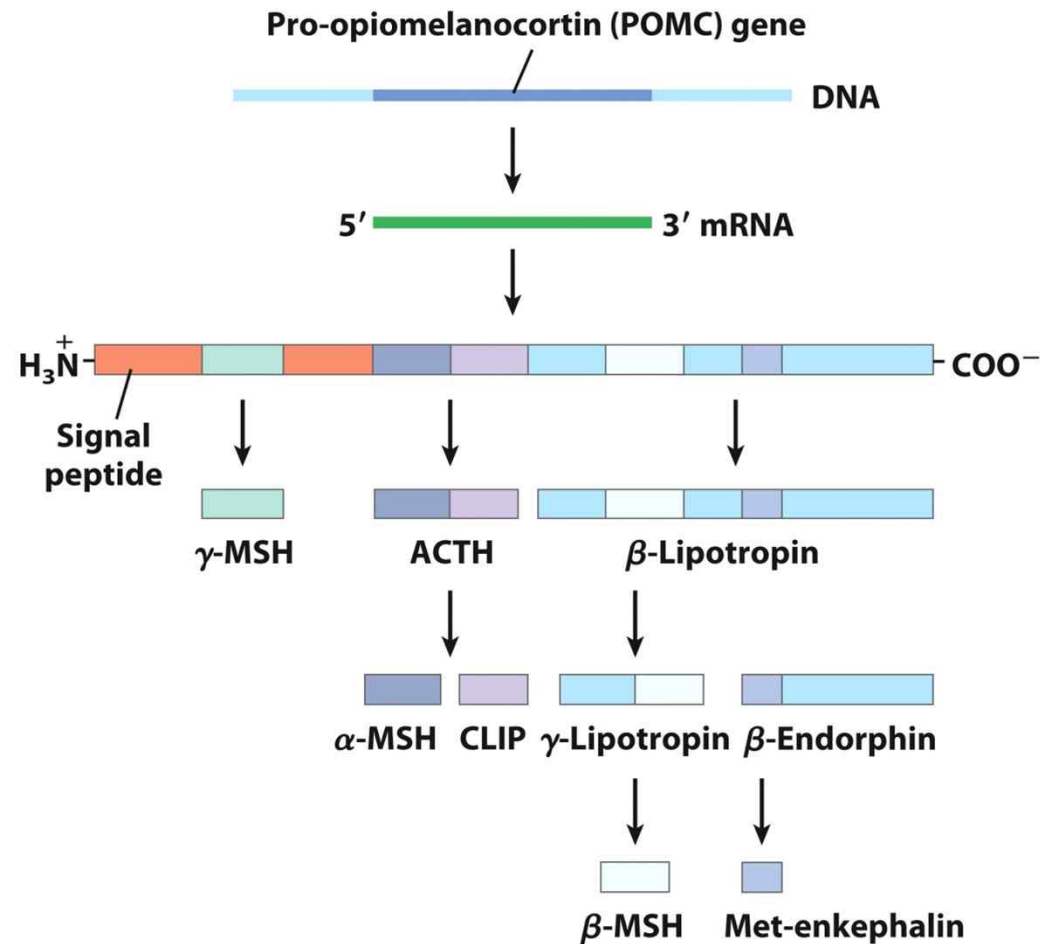 Pro-opiomelanocortin (POMC) gene
DNA
5′ 3′ mRNA
H₃N⁺ COO⁻
Signal
peptide
γ-MSH ACTH β-Lipotropin
α-MSH CLIP γ-Lipotropin β-Endorphin
β-MSH Met-enkephalin